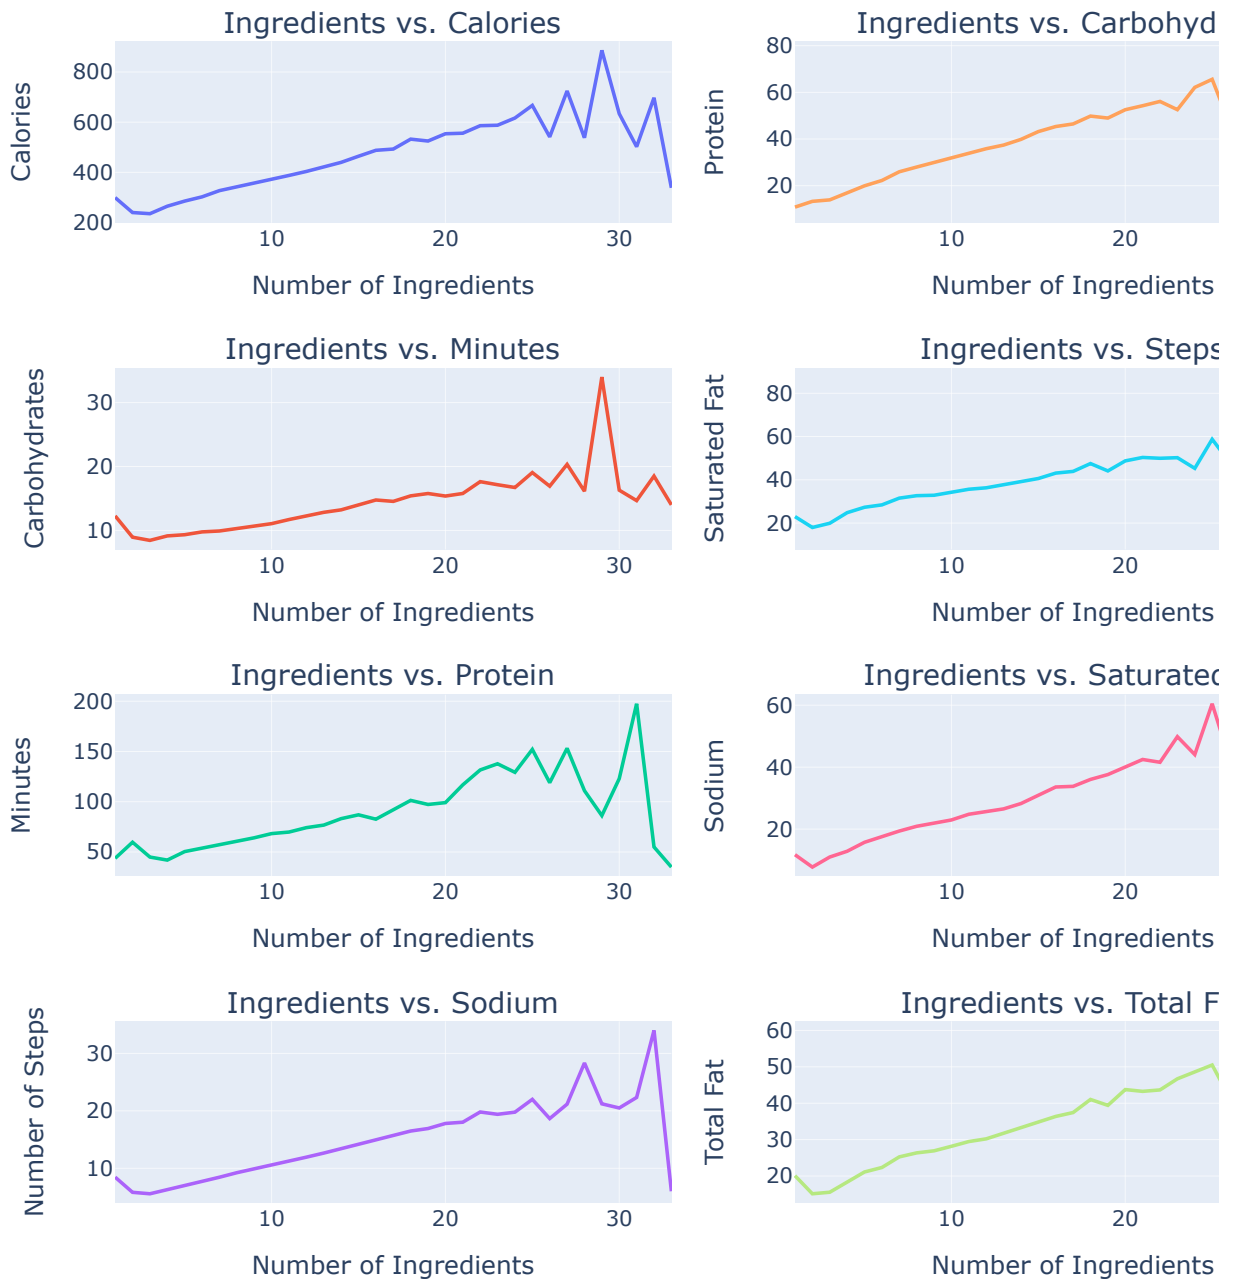 Ingredients vs. Calories
Calories
800
600
400
200
10
20
30
Number of Ingredients
Ingredients vs. Carbohyd
Protein
80
60
40
20
10
20
Number of Ingredients
Ingredients vs. Minutes
Carbohydrates
30
20
10
10
20
30
Number of Ingredients
Ingredients vs. Steps
Saturated Fat
80
60
40
20
10
20
Number of Ingredients
Ingredients vs. Protein
Minutes
200
150
100
50
10
20
30
Number of Ingredients
Ingredients vs. Saturated
Sodium
60
40
20
10
20
Number of Ingredients
Ingredients vs. Sodium
Number of Steps
30
20
10
10
20
30
Number of Ingredients
Ingredients vs. Total F
Total Fat
60
50
40
30
20
10
20
Number of Ingredients